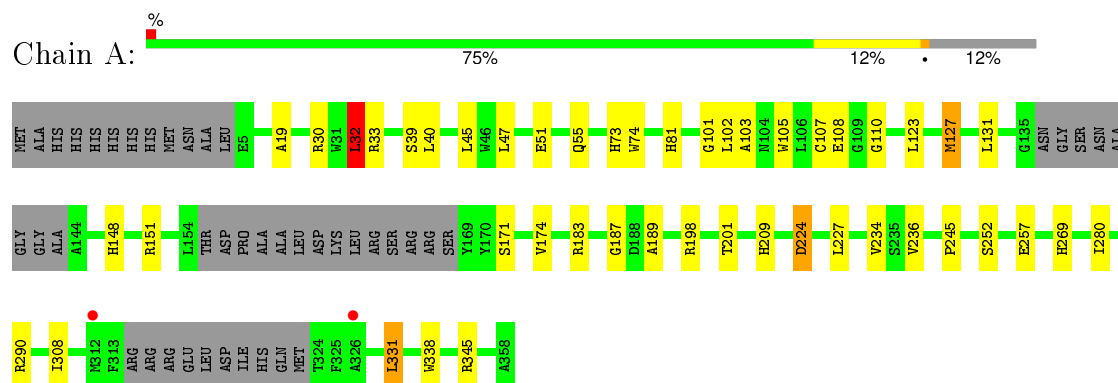 %
Chain A:
75% 12% • 12%
MET ALA HIS HIS HIS HIS HIS HIS MET ASN ALA LEU E5 A19 R30 W31 L32 R33 S39 L40 L45 W46 L47 E51 Q55 H73 W74 H81 G101 L102 A103 N104 W105 L106 C107 E108 G109 G110 L123 M127 L131 G135 ASN GLY SER ASN ALA
GLY GLY ALA A144 H148 R151 L154 THR ASP PRO ALA ALA LEU ASP LYS LEU ARG SER ARG ARG SER Y169 Y170 S171 V174 R183 G187 D188 A189 R198 T201 H209 D224 L227 V234 S235 V236 P245 S252 E257 H269 I280
R290 I308 M312 F313 ARG ARG ARG GLU LEU ASP ILE HIS GLN MET T324 F325 A326 L331 W338 R345 A358